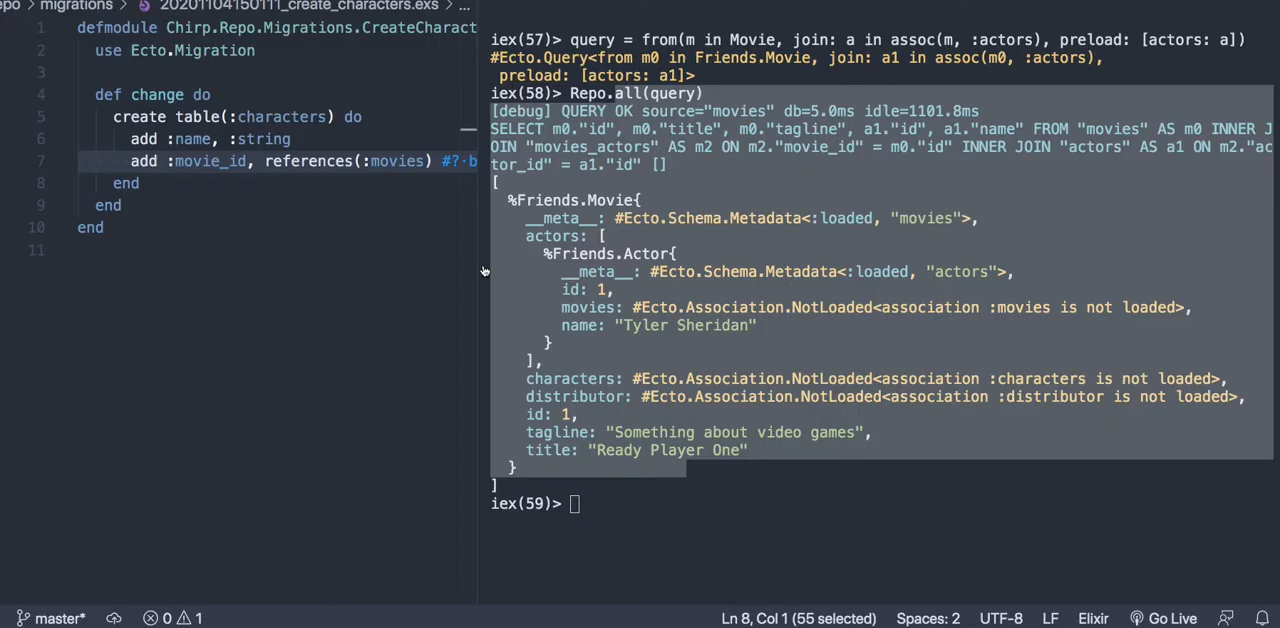 epo > migrations > 20201104150111_create_characters.exs > ...
1 defmodule Chirp.Repo.Migrations.CreateCharact
2 use Ecto.Migration
3
4 def change do
5 create table(:characters) do
6 add :name, :string
7 add :movie_id, references(:movies) #?·b
8 end
9 end
10 end
11
iex(57)> query = from(m in Movie, join: a in assoc(m, :actors), preload: [actors: a])
#Ecto.Query<from m0 in Friends.Movie, join: a1 in assoc(m0, :actors),
preload: [actors: a1]>
iex(58)> Repo.all(query)
[debug] QUERY OK source="movies" db=5.0ms idle=1101.8ms
SELECT m0."id", m0."title", m0."tagline", a1."id", a1."name" FROM "movies" AS m0 INNER J
OIN "movies_actors" AS m2 ON m2."movie_id" = m0."id" INNER JOIN "actors" AS a1 ON m2."ac
tor_id" = a1."id" []
[
%Friends.Movie{
__meta__: #Ecto.Schema.Metadata<:loaded, "movies">,
actors: [
%Friends.Actor{
__meta__: #Ecto.Schema.Metadata<:loaded, "actors">,
id: 1,
movies: #Ecto.Association.NotLoaded<association :movies is not loaded>,
name: "Tyler Sheridan"
}
],
characters: #Ecto.Association.NotLoaded<association :characters is not loaded>,
distributor: #Ecto.Association.NotLoaded<association :distributor is not loaded>,
id: 1,
tagline: "Something about video games",
title: "Ready Player One"
}
]
iex(59)>
master* 0 1 Ln 8, Col 1 (55 selected) Spaces: 2 UTF-8 LF Elixir Go Live